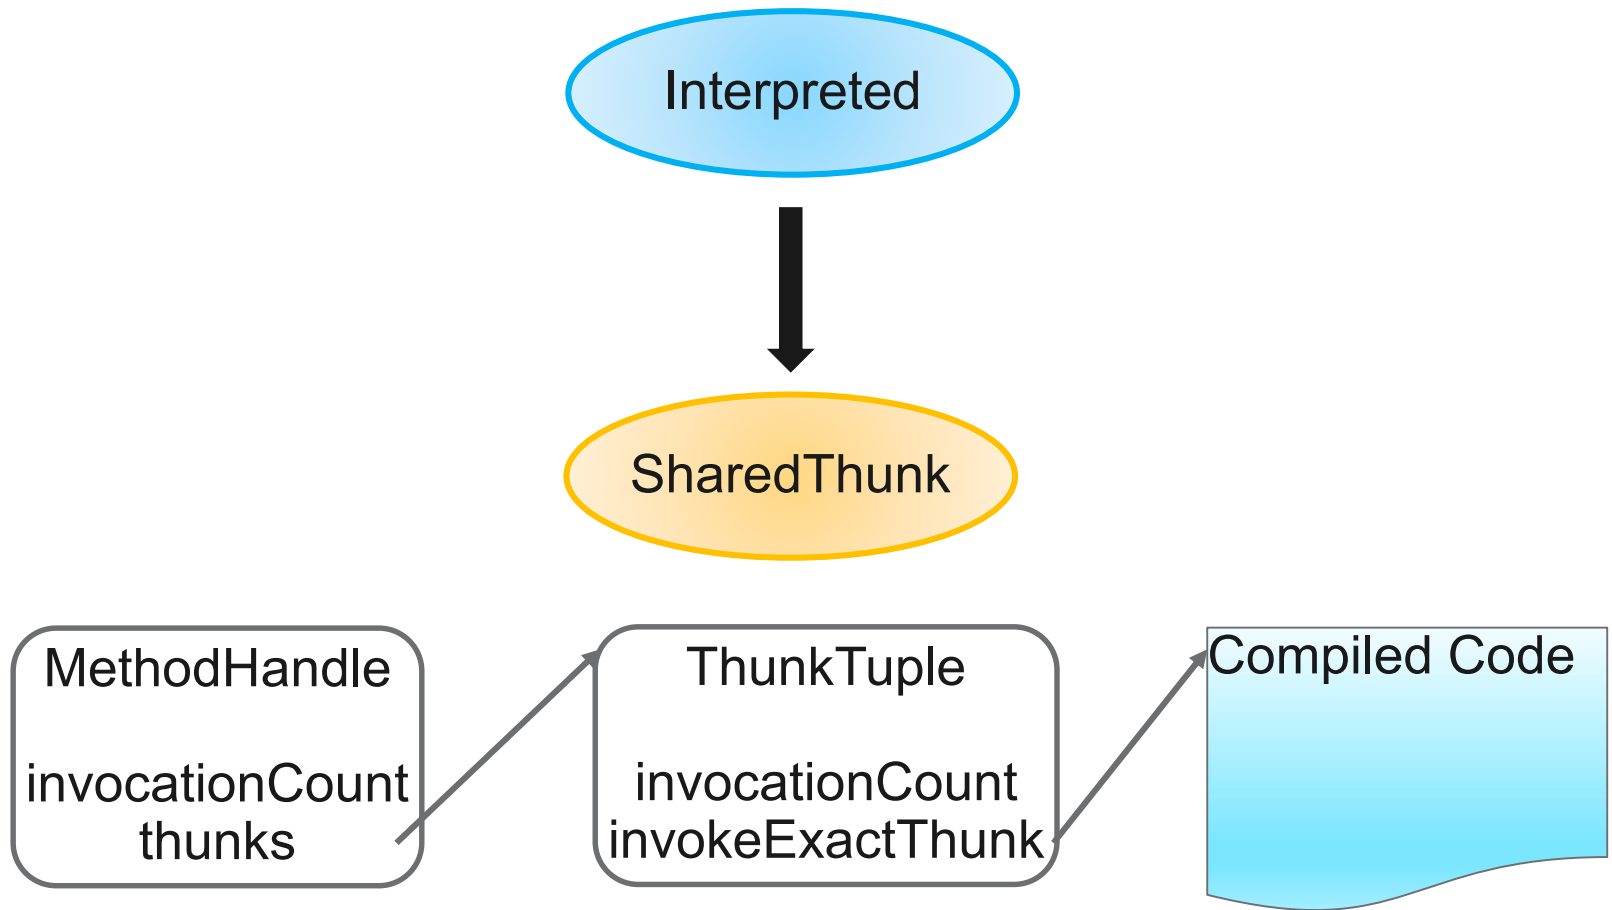 Interpreted
SharedThunk
MethodHandle
invocationCount
thunks
ThunkTuple
invocationCount
invokeExactThunk
Compiled Code